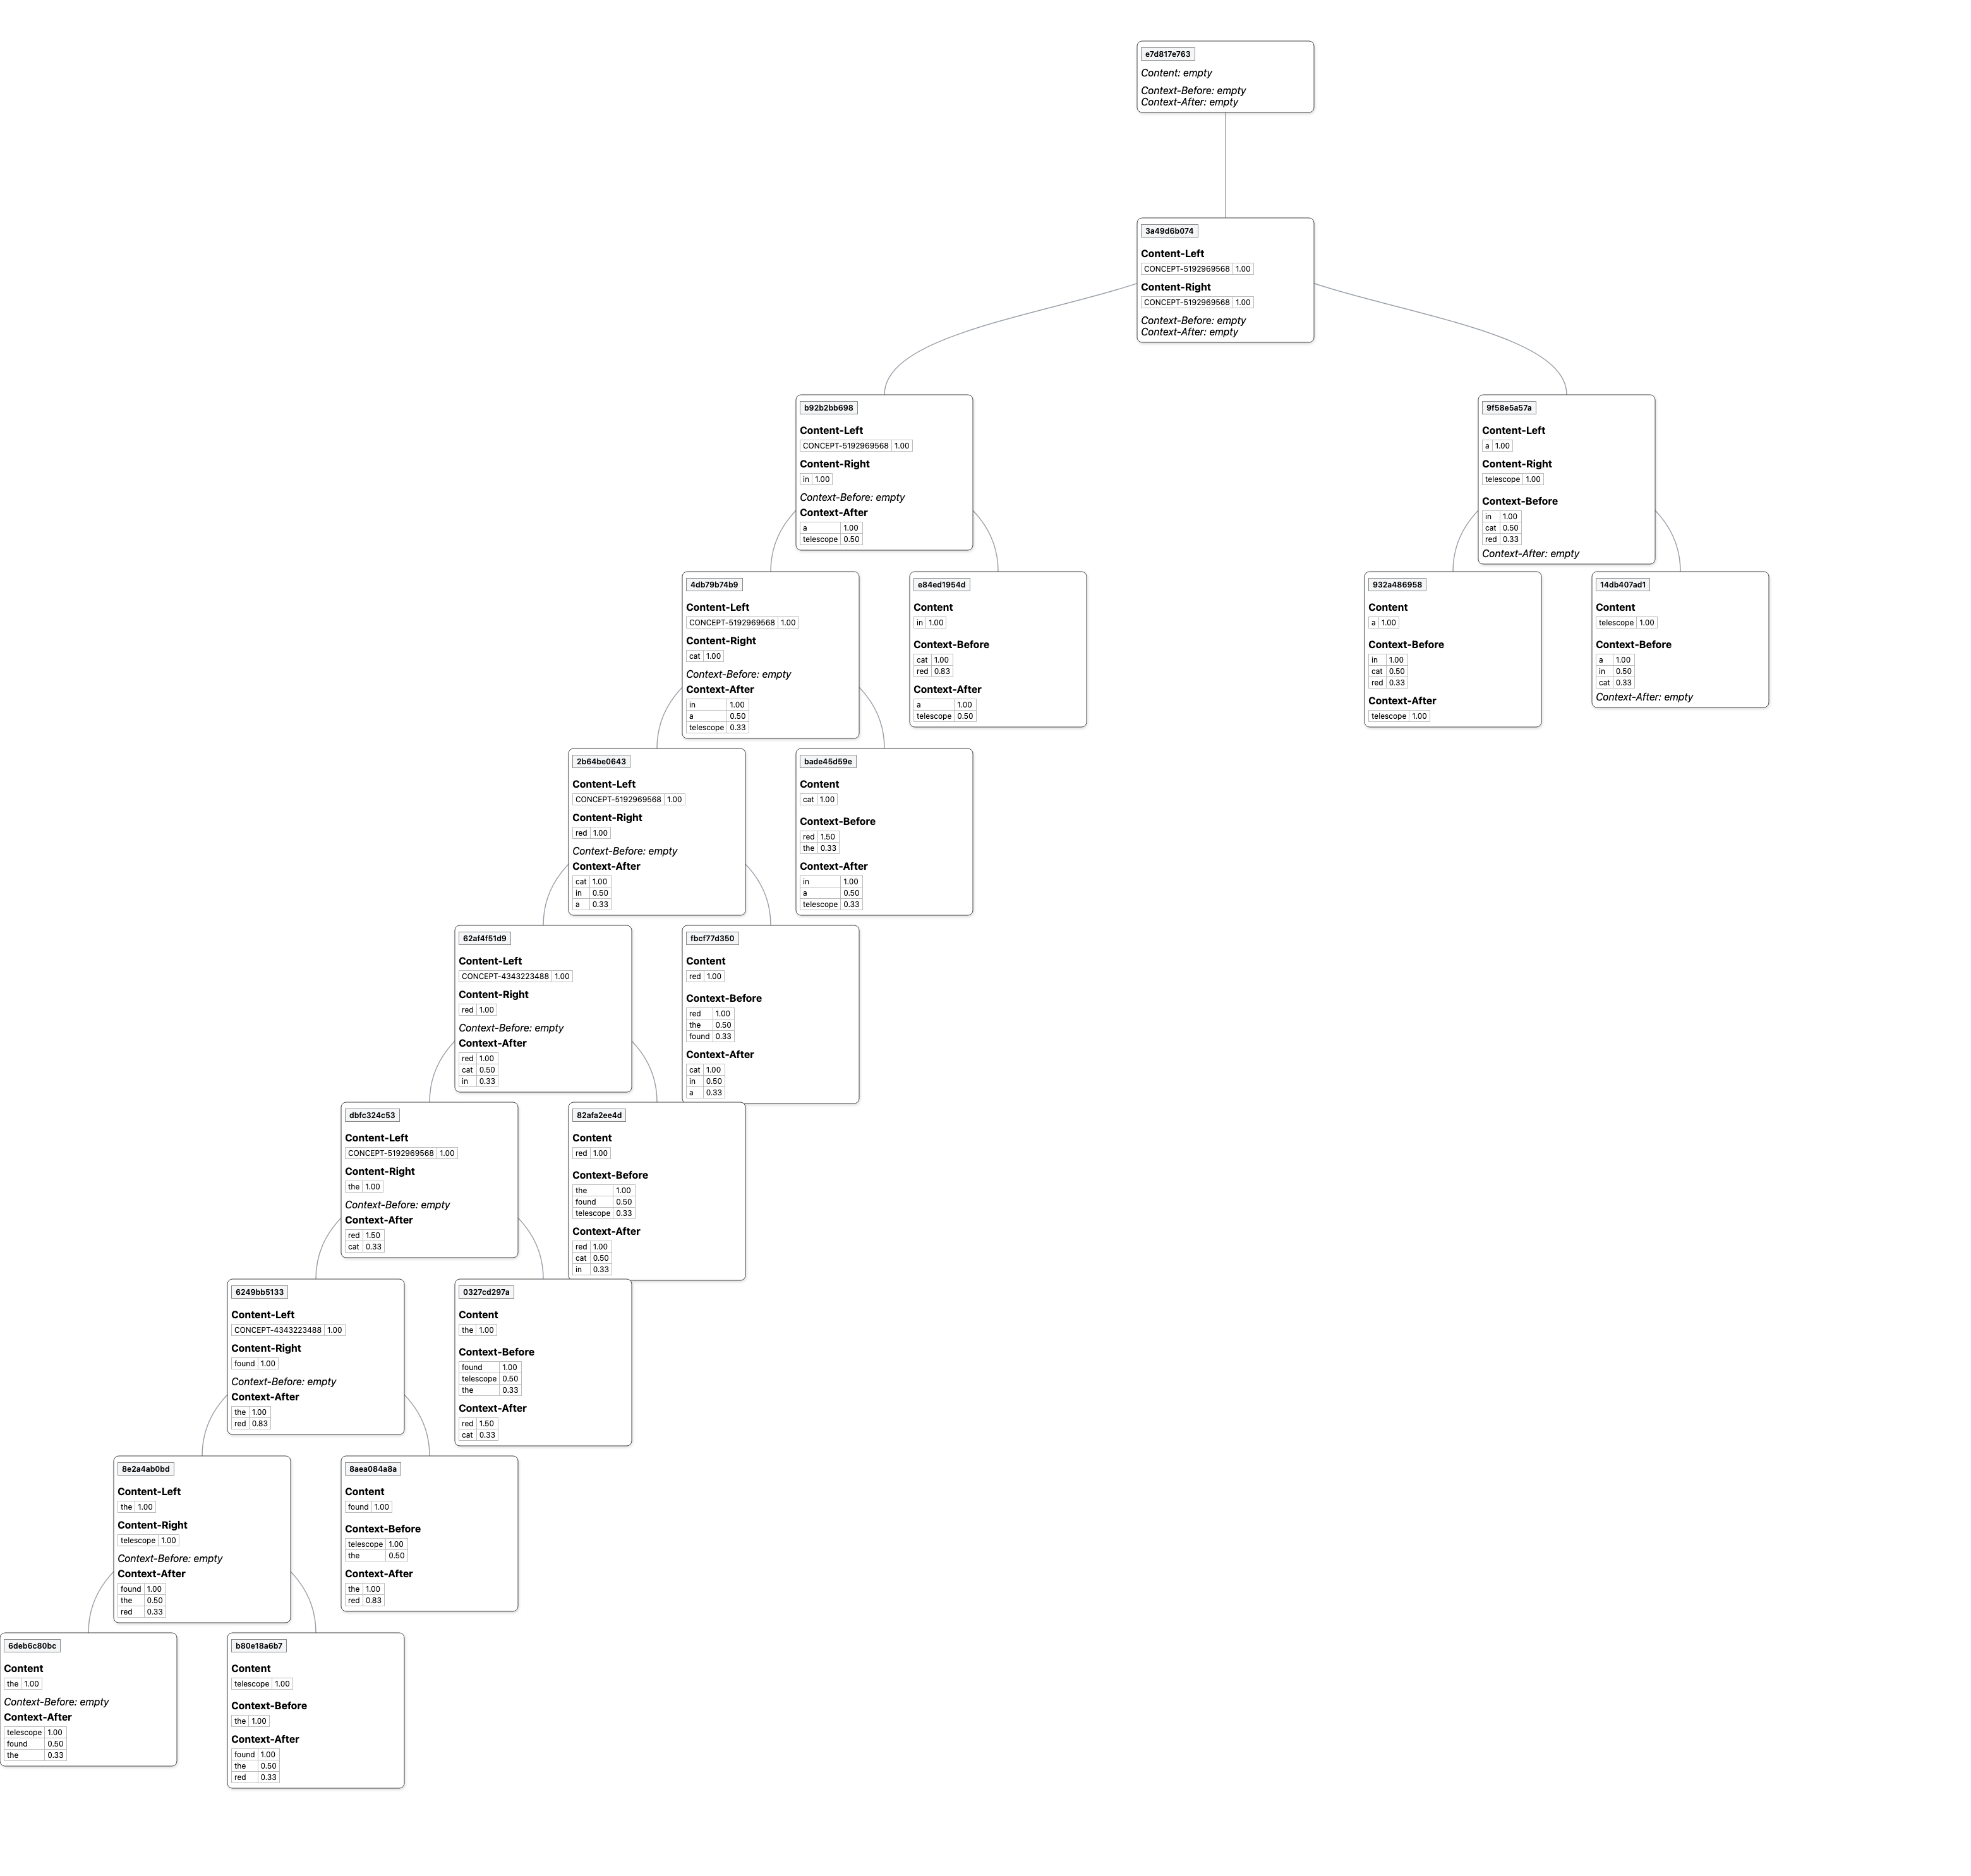 e7d817e763
Content: empty
Context-Before: empty
Context-After: empty
3a49d6b074
Content-Left
CONCEPT-5192969568 1.00
Content-Right
CONCEPT-5192969568 1.00
Context-Before: empty
Context-After: empty
b92b2bb698
Content-Left
CONCEPT-5192969568 1.00
Content-Right
in 1.00
Context-Before: empty
Context-After
a 1.00
telescope 0.50
9f58e5a57a
Content-Left
a 1.00
Content-Right
telescope 1.00
Context-Before
in 1.00
cat 0.50
red 0.33
Context-After: empty
4db79b74b9
Content-Left
CONCEPT-5192969568 1.00
Content-Right
cat 1.00
Context-Before: empty
Context-After
in 1.00
a 0.50
telescope 0.33
e84ed1954d
Content
in 1.00
Context-Before
cat 1.00
red 0.83
Context-After
a 1.00
telescope 0.50
932a486958
Content
a 1.00
Context-Before
in 1.00
cat 0.50
red 0.33
Context-After
telescope 1.00
14db407ad1
Content
telescope 1.00
Context-Before
a 1.00
in 0.50
cat 0.33
Context-After: empty
2b64be0643
Content-Left
CONCEPT-5192969568 1.00
Content-Right
red 1.00
Context-Before: empty
Context-After
cat 1.00
in 0.50
a 0.33
bade45d59e
Content
cat 1.00
Context-Before
red 1.50
the 0.33
Context-After
in 1.00
a 0.50
telescope 0.33
62af4f51d9
Content-Left
CONCEPT-4343223488 1.00
Content-Right
red 1.00
Context-Before: empty
Context-After
red 1.00
cat 0.50
in 0.33
fbcf77d350
Content
red 1.00
Context-Before
red 1.00
the 0.50
found 0.33
Context-After
cat 1.00
in 0.50
a 0.33
dbfc324c53
Content-Left
CONCEPT-5192969568 1.00
Content-Right
the 1.00
Context-Before: empty
Context-After
red 1.50
cat 0.33
82afa2ee4d
Content
red 1.00
Context-Before
the 1.00
found 0.50
telescope 0.33
Context-After
red 1.00
cat 0.50
in 0.33
6249bb5133
Content-Left
CONCEPT-4343223488 1.00
Content-Right
found 1.00
Context-Before: empty
Context-After
the 1.00
red 0.83
0327cd297a
Content
the 1.00
Context-Before
found 1.00
telescope 0.50
the 0.33
Context-After
red 1.50
cat 0.33
8e2a4ab0bd
Content-Left
the 1.00
Content-Right
telescope 1.00
Context-Before: empty
Context-After
found 1.00
the 0.50
red 0.33
8aea084a8a
Content
found 1.00
Context-Before
telescope 1.00
the 0.50
Context-After
the 1.00
red 0.83
6deb6c80bc
Content
the 1.00
Context-Before: empty
Context-After
telescope 1.00
found 0.50
the 0.33
b80e18a6b7
Content
telescope 1.00
Context-Before
the 1.00
Context-After
found 1.00
the 0.50
red 0.33